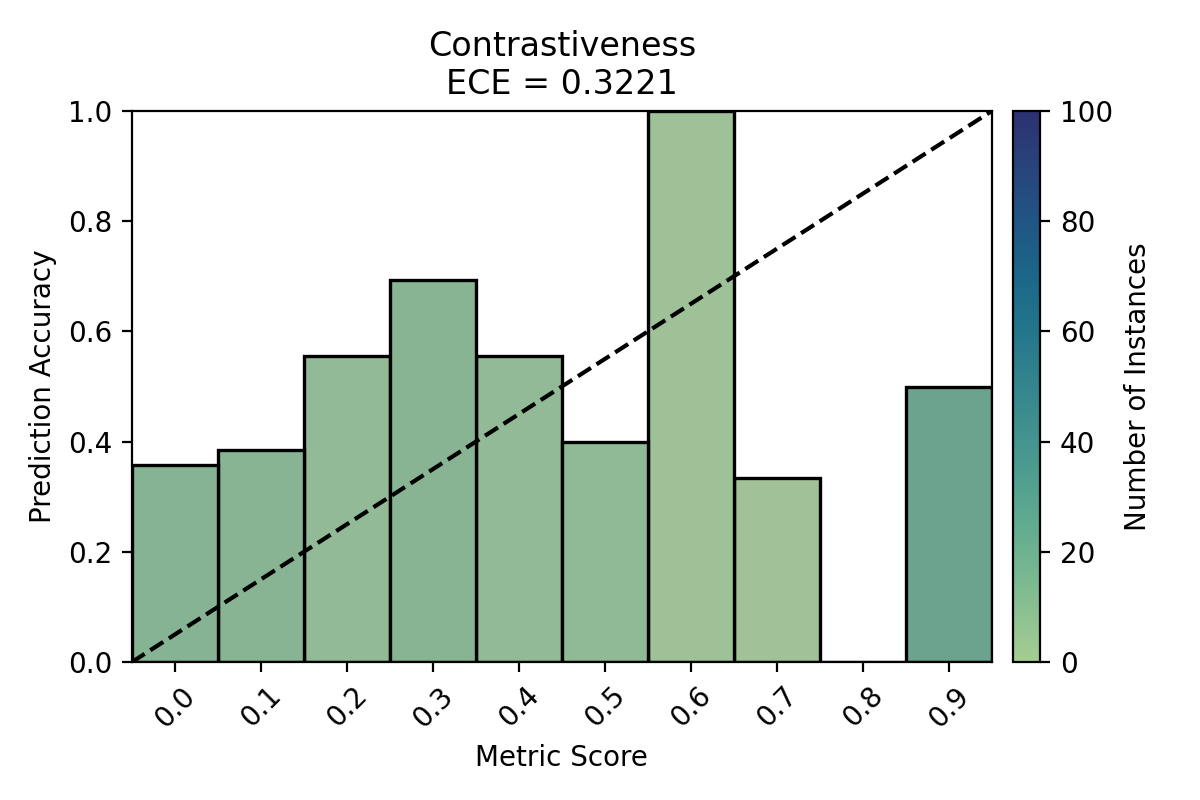 Contrastiveness
ECE = 0.3221
1.0
0.8
0.6
0.4
0.2
0.0
Prediction Accuracy
0.0 0.1 0.2 0.3 0.4 0.5 0.6 0.7 0.8 0.9
Metric Score
100
80
60
40
20
0
Number of Instances